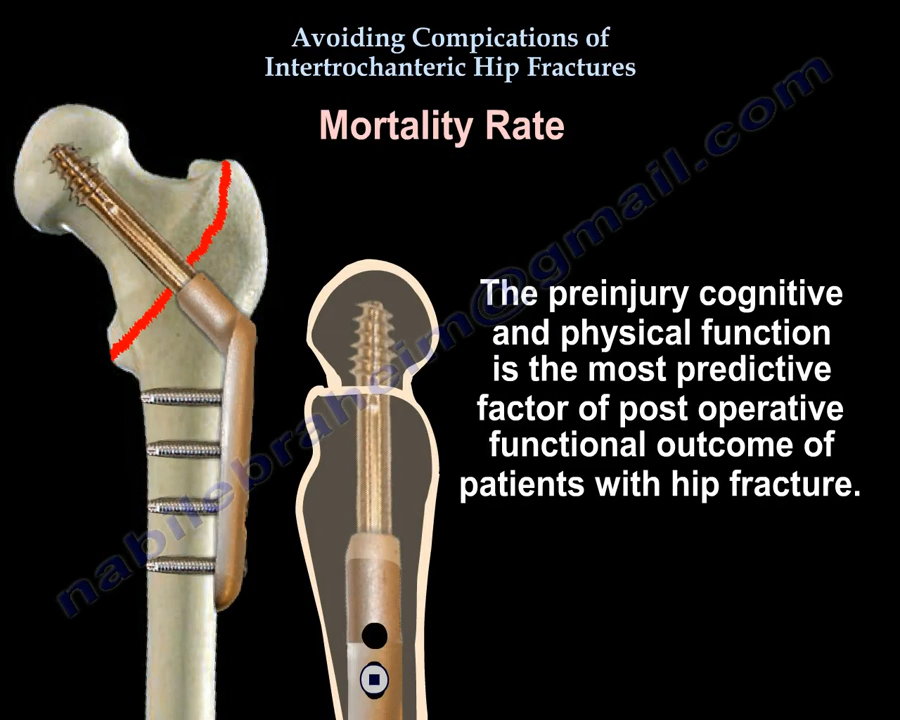 Avoiding Compications of
Intertrochanteric Hip Fractures
Mortality Rate
The preinjury cognitive
and physical function
is the most predictive
factor of post operative
functional outcome of
patients with hip fracture.
nabilebraheim@gmail.com